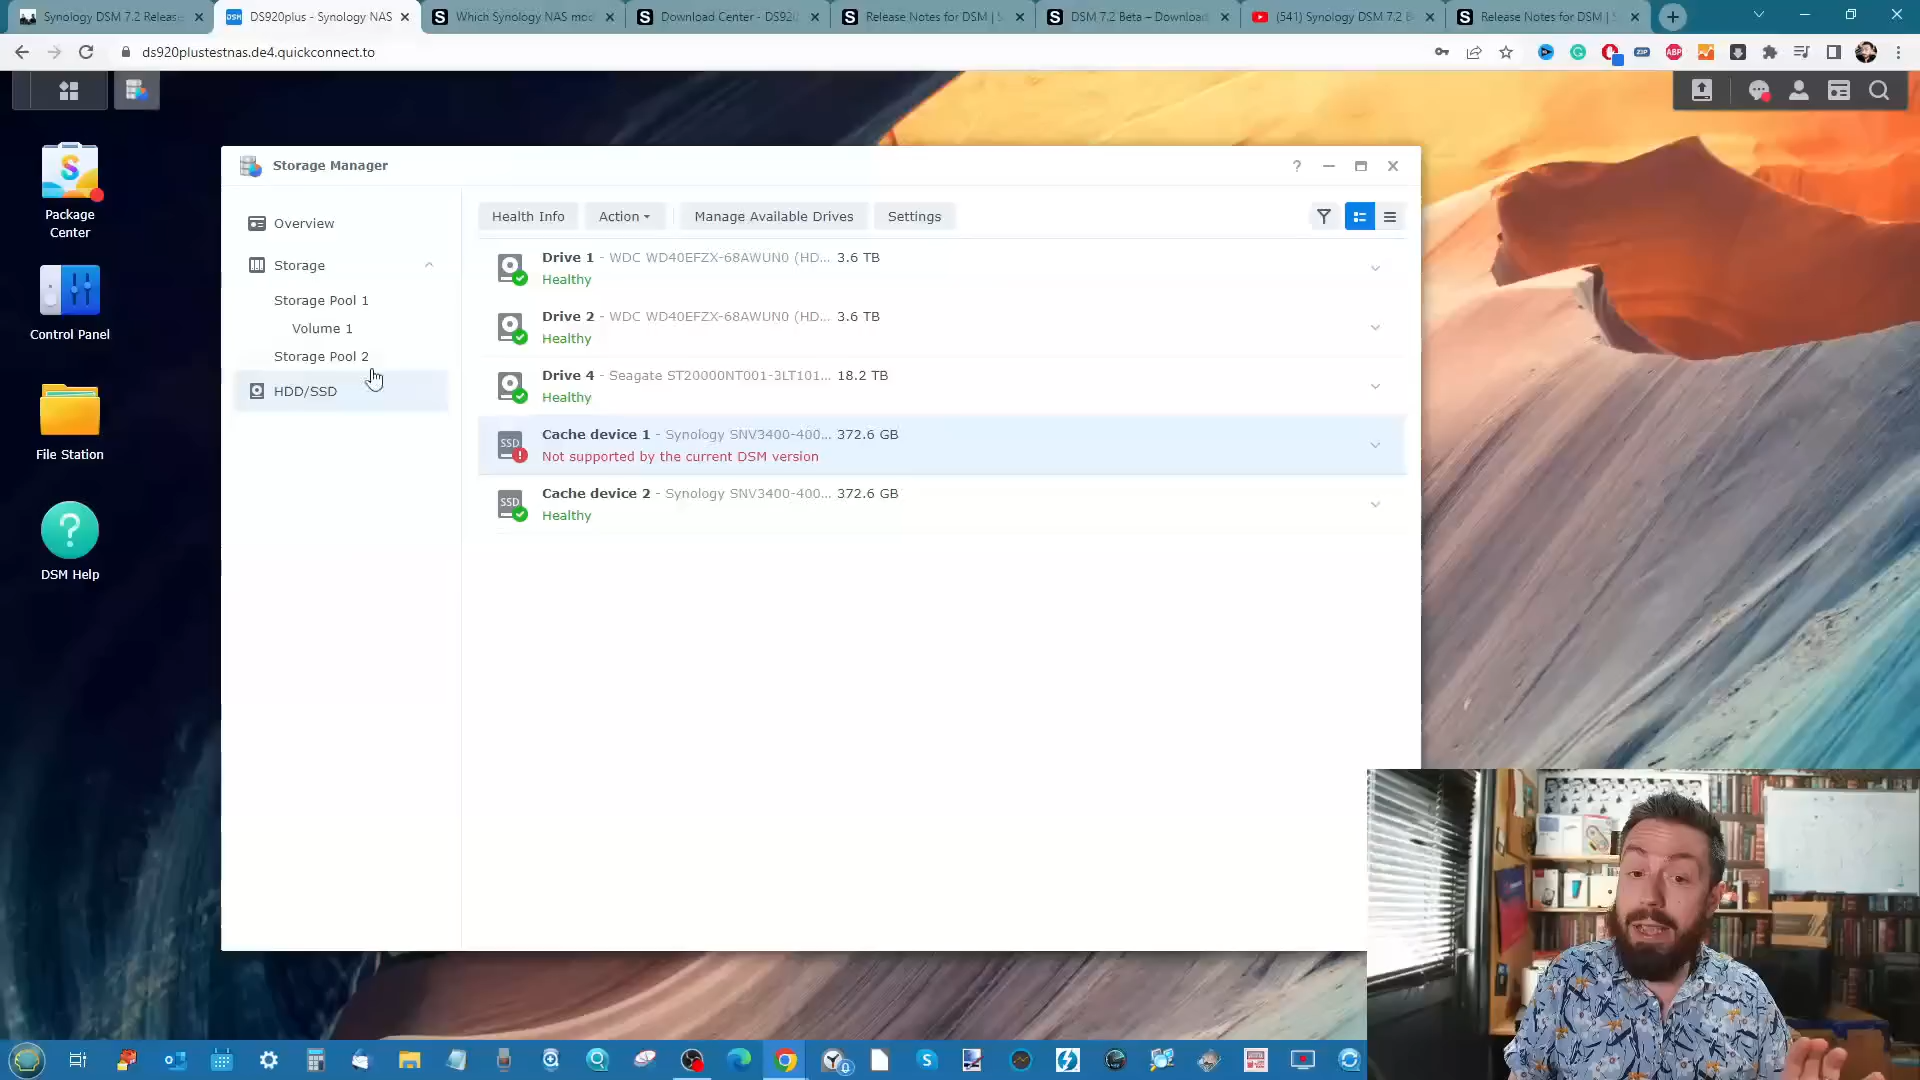 Synology DSM 7.2 Releas
DS920plus - Synology NAS
Which Synology NAS mod
Download Center - DS920
Release Notes for DSM |
DSM 7.2 Beta – Download
(541) Synology DSM 7.2 B
Release Notes for DSM |
ds920plustestnas.de4.quickconnect.to
Package
Center
Control Panel
File Station
DSM Help
Storage Manager
Overview
Storage
Storage Pool 1
Volume 1
Storage Pool 2
HDD/SSD
Health Info
Action
Manage Available Drives
Settings
Drive 1 - WDC WD40EFZX-68AWUN0 (HD... 3.6 TB
Healthy
Drive 2 - WDC WD40EFZX-68AWUN0 (HD... 3.6 TB
Healthy
Drive 4 - Seagate ST20000NT001-3LT101... 18.2 TB
Healthy
SSD
Cache device 1 - Synology SNV3400-400... 372.6 GB
Not supported by the current DSM version
SSD
Cache device 2 - Synology SNV3400-400... 372.6 GB
Healthy